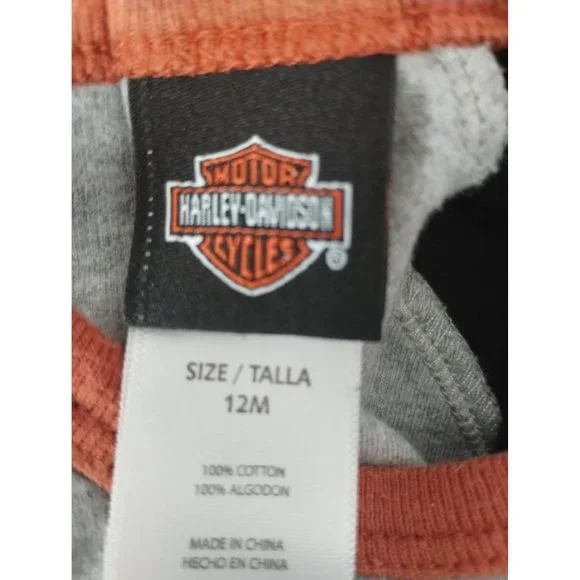 MOTOR
HARLEY-DAVIDSON
CYCLES
®
SIZE / TALLA
12M
100% COTTON
100% ALGODON
MADE IN CHINA
HECHO EN CHINA